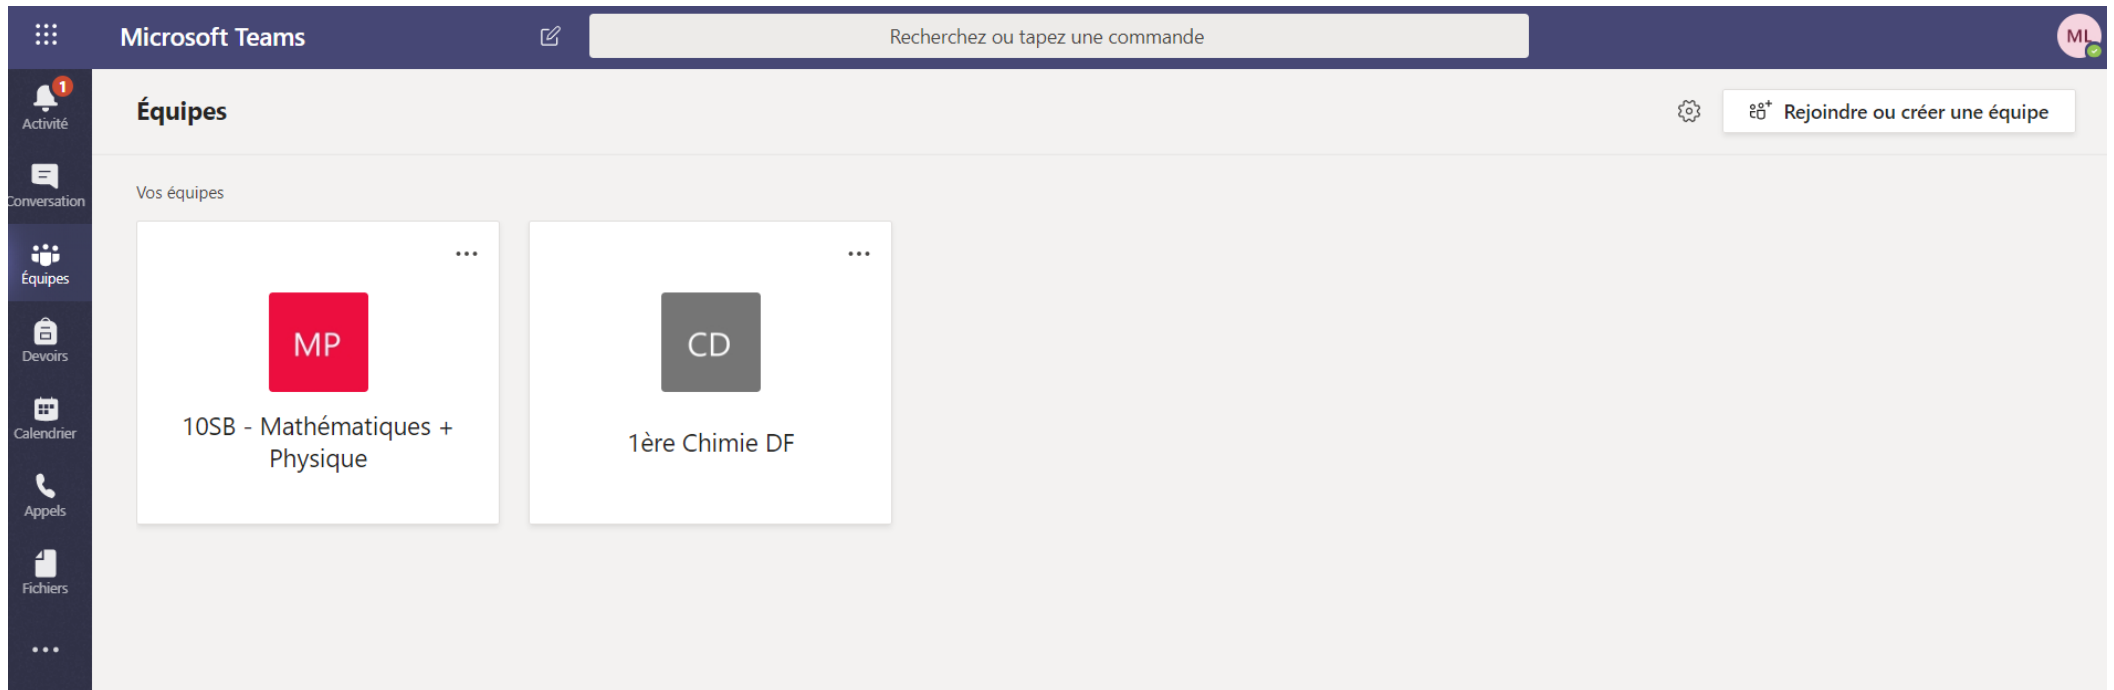 Microsoft Teams
Recherchez ou tapez une commande
ML
1
Activité
Conversation
Équipes
Devoirs
Calendrier
Appels
Fichiers
Équipes
Rejoindre ou créer une équipe
Vos équipes
MP
10SB - Mathématiques +
Physique
CD
1ère Chimie DF